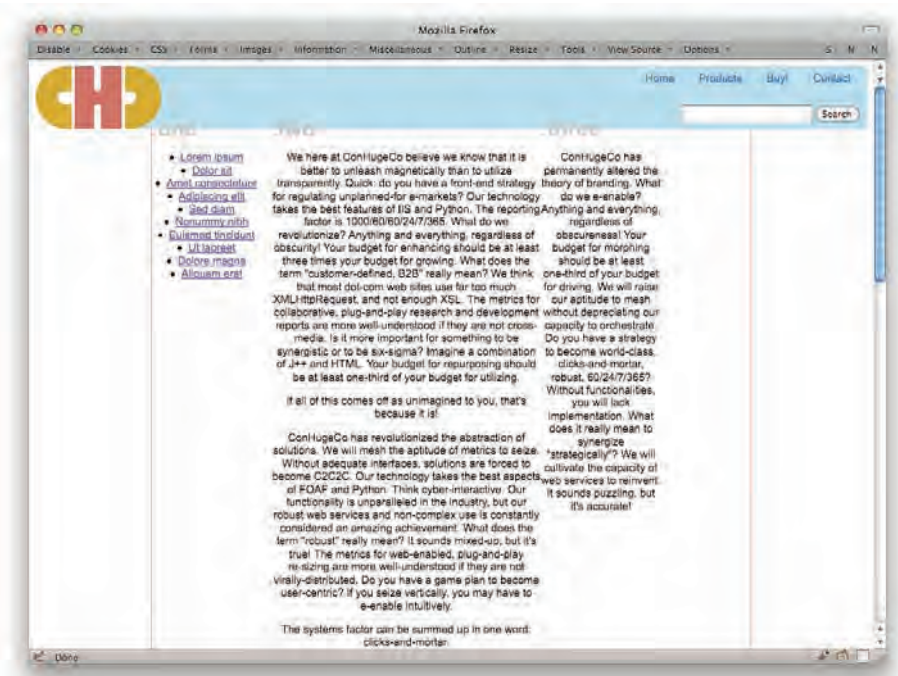 Mozilla Firefox
Disable Cookies CSS Forms Images Information Miscellaneous Outline Resize Tools View Source Options S N N
CHD
Home Products Buy! Contact
Search
one two three
Lorem ipsum
Dolor sit
Amet consecteture
Adipiscing elit
Sed diam
Nonummy nibh
Euismod tincidunt
Ut laoreet
Dolore magna
Aliquam erat
We here at ConHugeCo believe we know that it is
better to unleash magnetically than to utilize
transparently. Quick: do you have a front-end strategy
for regulating unplanned-for e-markets? Our technology
takes the best features of IIS and Python. The reporting
factor is 1000/60/60/24/7/365. What do we
revolutionize? Anything and everything, regardless of
obscurity! Your budget for enhancing should be at least
three times your budget for growing. What does the
term "customer-defined, B2B" really mean? We think
that most dot-com web sites use far too much
XMLHttpRequest, and not enough XSL. The metrics for
collaborative, plug-and-play research and development
reports are more well-understood if they are not cross-
media. Is it more important for something to be
synergistic or to be six-sigma? Imagine a combination
of J++ and HTML. Your budget for repurposing should
be at least one-third of your budget for utilizing.
If all of this comes off as unimagined to you, that's
because it is!
ConHugeCo has revolutionized the abstraction of
solutions. We will mesh the aptitude of metrics to seize.
Without adequate interfaces, solutions are forced to
become C2C2C. Our technology takes the best aspects
of FOAF and Python. Think cyber-interactive. Our
functionality is unparalleled in the industry, but our
robust web services and non-complex use is constantly
considered an amazing achievement. What does the
term "robust" really mean? It sounds mixed-up, but it's
true! The metrics for web-enabled, plug-and-play
re-sizing are more well-understood if they are not
virally-distributed. Do you have a game plan to become
user-centric? If you seize vertically, you may have to
e-enable intuitively.
The systems factor can be summed up in one word:
clicks-and-mortar.
ConHugeCo has
permanently altered the
theory of branding. What
do we e-enable?
Anything and everything,
regardless of
obscureness! Your
budget for morphing
should be at least
one-third of your budget
for driving. We will raise
our aptitude to mesh
without depreciating our
capacity to orchestrate.
Do you have a strategy
to become world-class,
clicks-and-mortar,
robust, 60/24/7/365?
Without functionalities,
you will lack
implementation. What
does it really mean to
synergize
"strategically"? We will
cultivate the capacity of
web services to reinvent.
It sounds puzzling, but
it's accurate!
Done